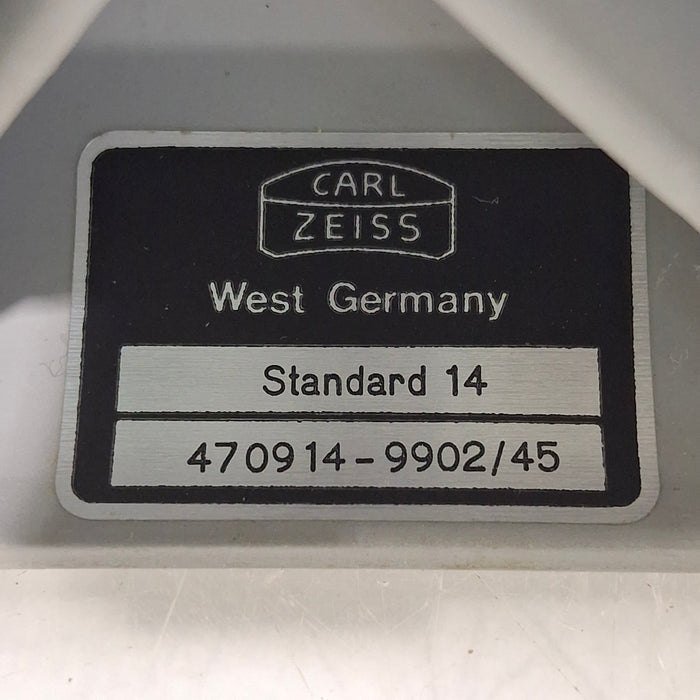 CARL
ZEISS
West Germany
Standard 14
470914-9902/45